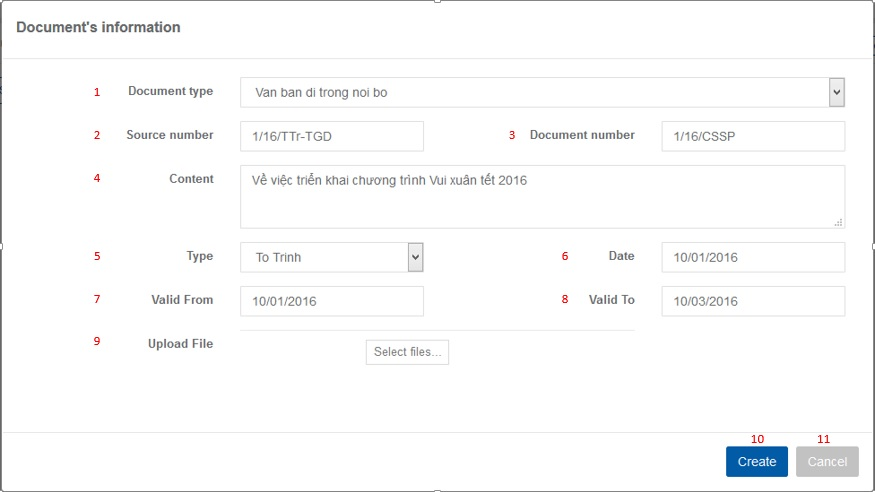 Document's information
1 Document type Van ban di trong noi bo
2 Source number 1/16/TTr-TGD 3 Document number 1/16/CSSP
4 Content Về việc triển khai chương trình Vui xuân tết 2016
5 Type To Trinh 6 Date 10/01/2016
7 Valid From 10/01/2016 8 Valid To 10/03/2016
9 Upload File Select files...
10 11
Create Cancel